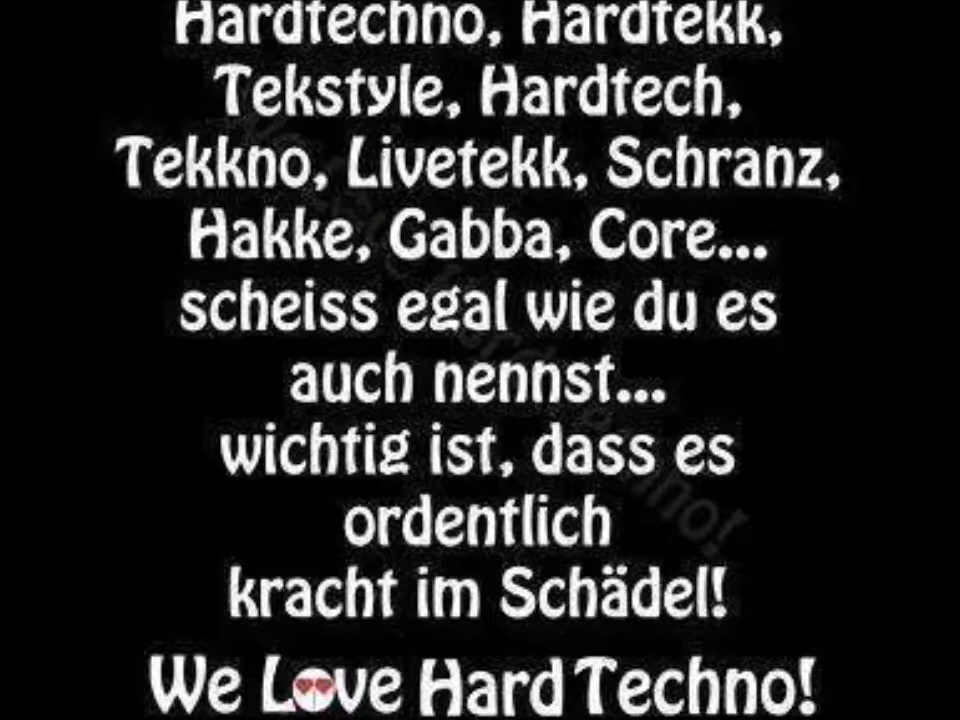 Hardtechno, Hardtekk,
Tekstyle, Hardtech,
Tekkno, Livetekk, Schranz,
Hakke, Gabba, Core...
scheiss egal wie du es
auch nennst...
wichtig ist, dass es
ordentlich
kracht im Schädel!
We Love Hard Techno!